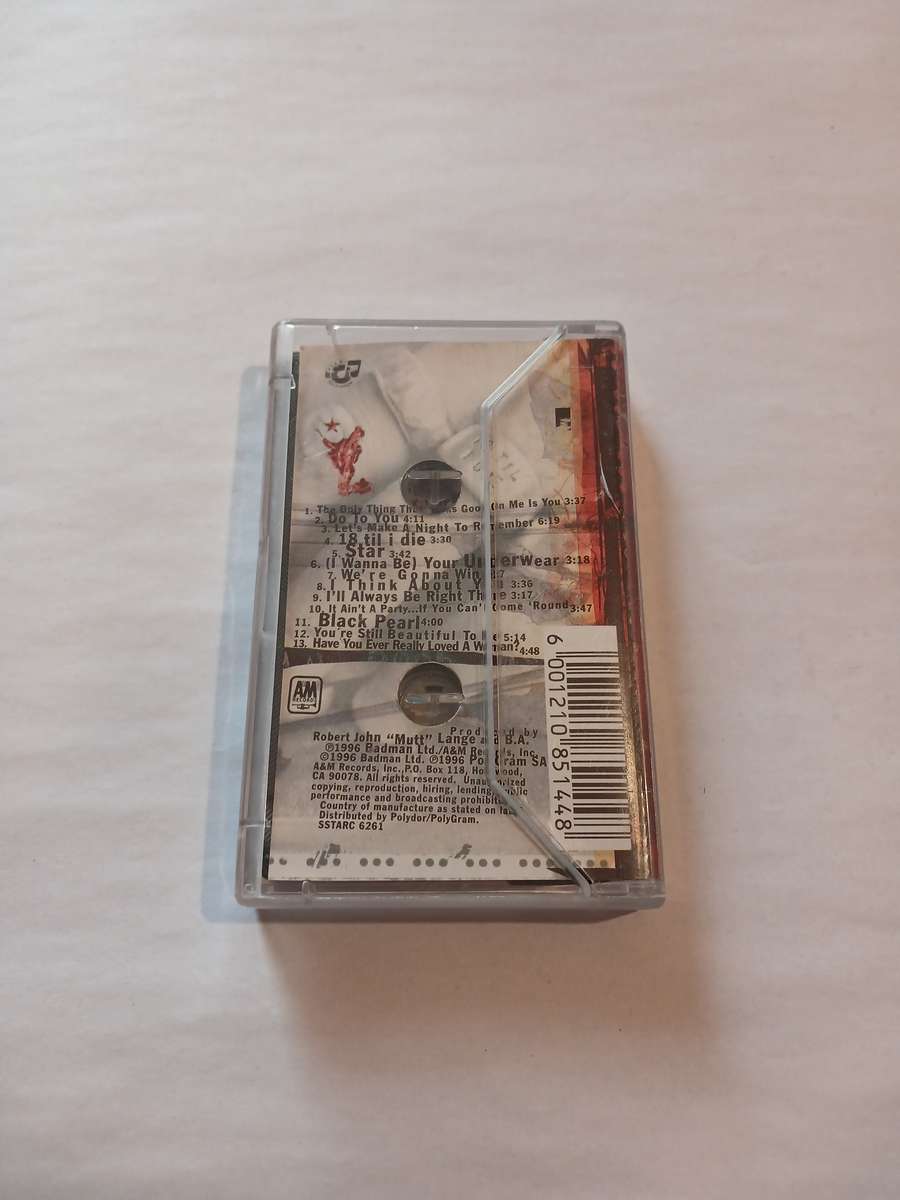 1. The Only Thing That Looks Good On Me Is You 3:37
2. Do To You 4:11
3. Let's Make A Night To Remember 6:19
4. 18 til i die 3:30
5. Star 3:42
6. (I Wanna Be) Your Underwear 3:18
7. We're Gonna Win
8. I Think About You 3:36
9. I'll Always Be Right There 3:17
10. It Ain't A Party...If You Can't Come 'Round 3:47
11. Black Pearl 4:00
12. You're Still Beautiful To Me 5:14
13. Have You Ever Really Loved A Woman? 4:48
AM
RECORDS
Produced by
Robert John "Mutt" Lange and B.A.
℗1996 Badman Ltd./A&M Records, Inc.
©1996 Badman Ltd. ℗1996 PolyGram SA
A&M Records, Inc.,P.O. Box 118, Hollywood,
CA 90078. All rights reserved. Unauthorized
copying, reproduction, hiring, lending, public
performance and broadcasting prohibited.
Country of manufacture as stated on label
Distributed by Polydor/PolyGram.
SSTARC 6261
6 001210 851448